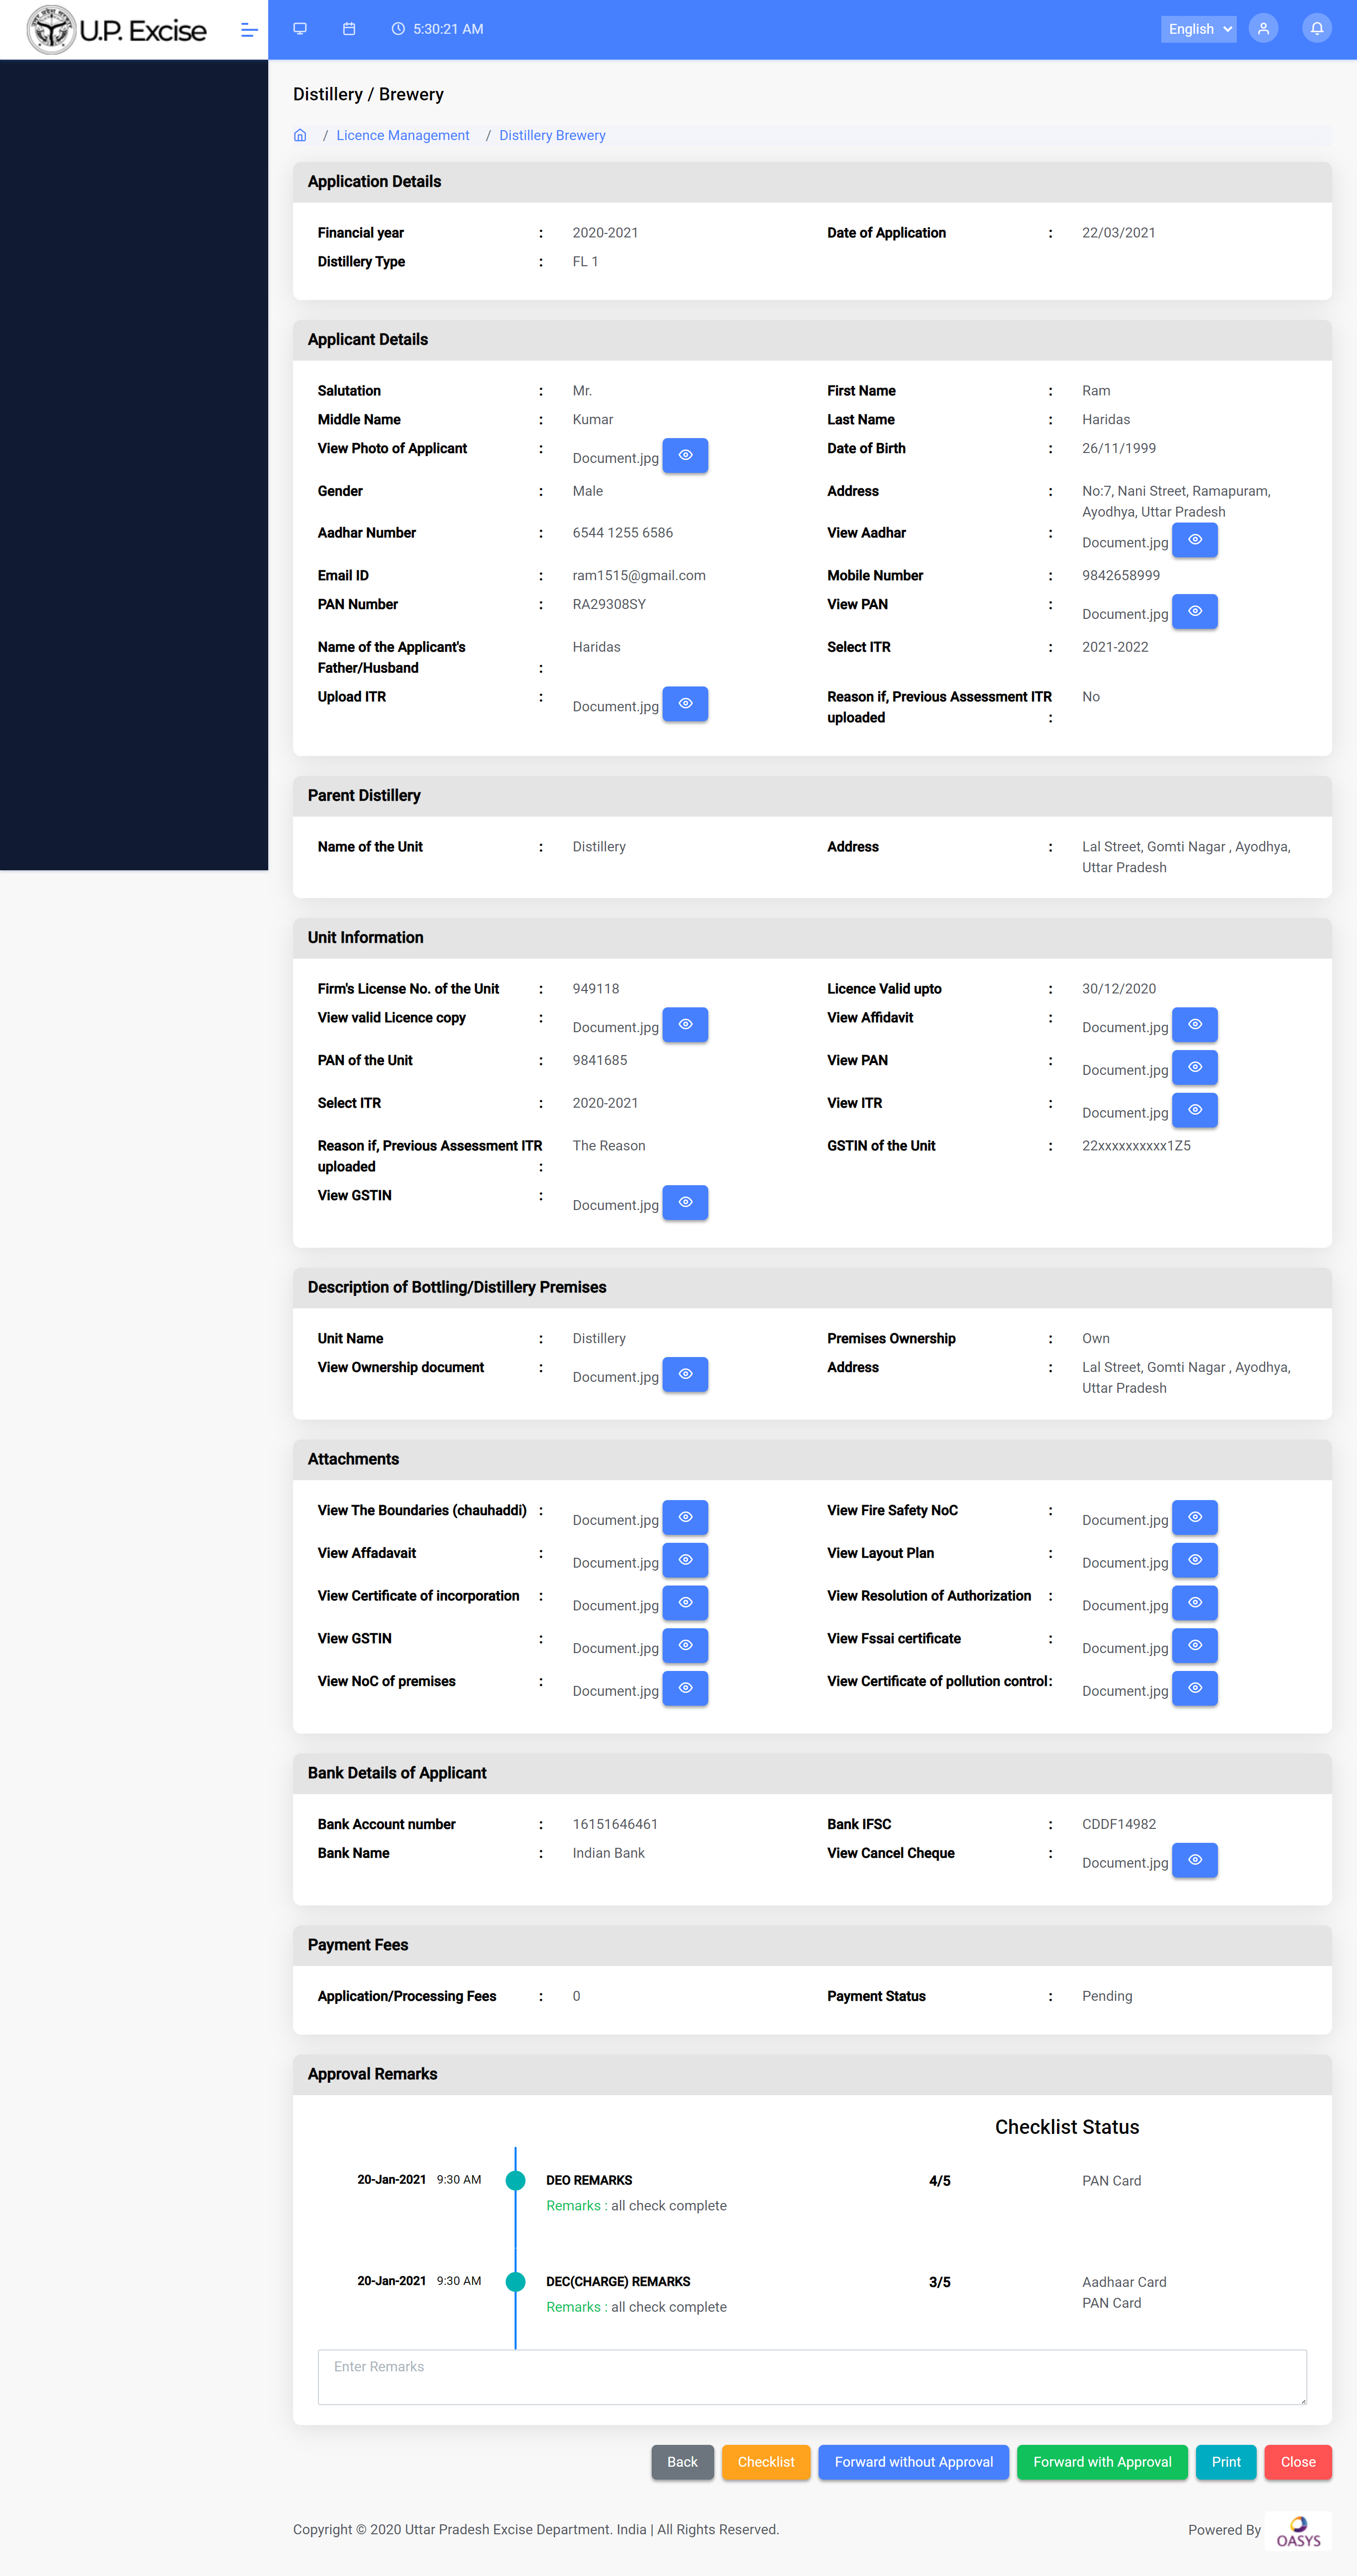 U.P. Excise
5:30:21 AM
English
Distillery / Brewery
/ Licence Management / Distillery Brewery
Application Details
Financial year : 2020-2021 Date of Application : 22/03/2021
Distillery Type : FL 1
Applicant Details
Salutation : Mr. First Name : Ram
Middle Name : Kumar Last Name : Haridas
View Photo of Applicant : Document.jpg Date of Birth : 26/11/1999
Gender : Male Address : No:7, Nani Street, Ramapuram,
Ayodhya, Uttar Pradesh
Aadhar Number : 6544 1255 6586 View Aadhar : Document.jpg
Email ID : ram1515@gmail.com Mobile Number : 9842658999
PAN Number : RA29308SY View PAN : Document.jpg
Name of the Applicant's Haridas Select ITR : 2021-2022
Father/Husband :
Upload ITR : Document.jpg Reason if, Previous Assessment ITR No
uploaded :
Parent Distillery
Name of the Unit : Distillery Address : Lal Street, Gomti Nagar , Ayodhya,
Uttar Pradesh
Unit Information
Firm's License No. of the Unit : 949118 Licence Valid upto : 30/12/2020
View valid Licence copy : Document.jpg View Affidavit : Document.jpg
PAN of the Unit : 9841685 View PAN : Document.jpg
Select ITR : 2020-2021 View ITR : Document.jpg
Reason if, Previous Assessment ITR The Reason GSTIN of the Unit : 22xxxxxxxxxx1Z5
uploaded :
View GSTIN : Document.jpg
Description of Bottling/Distillery Premises
Unit Name : Distillery Premises Ownership : Own
View Ownership document : Document.jpg Address : Lal Street, Gomti Nagar , Ayodhya,
Uttar Pradesh
Attachments
View The Boundaries (chauhaddi) : Document.jpg View Fire Safety NoC : Document.jpg
View Affadavait : Document.jpg View Layout Plan : Document.jpg
View Certificate of incorporation : Document.jpg View Resolution of Authorization : Document.jpg
View GSTIN : Document.jpg View Fssai certificate : Document.jpg
View NoC of premises : Document.jpg View Certificate of pollution control: Document.jpg
Bank Details of Applicant
Bank Account number : 16151646461 Bank IFSC : CDDF14982
Bank Name : Indian Bank View Cancel Cheque : Document.jpg
Payment Fees
Application/Processing Fees : 0 Payment Status : Pending
Approval Remarks
Checklist Status
20-Jan-2021 9:30 AM DEO REMARKS 4/5 PAN Card
Remarks : all check complete
20-Jan-2021 9:30 AM DEC(CHARGE) REMARKS 3/5 Aadhaar Card
Remarks : all check complete PAN Card
Enter Remarks
Back Checklist Forward without Approval Forward with Approval Print Close
Copyright © 2020 Uttar Pradesh Excise Department. India | All Rights Reserved. Powered By OASYS